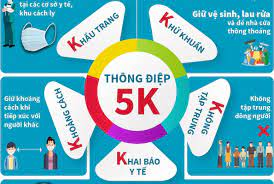 tại các cơ sở y tế,
khu cách ly
KHẨU TRANG
KHỬ KHUẨN
Giữ vệ sinh, lau rửa
và để nhà cửa
thông thoáng
THÔNG ĐIỆP
5K
Giữ khoảng
cách khi
tiếp xúc với
người khác
KHOẢNG CÁCH
KHÔNG
TẬP TRUNG
Không
tập trung
đông người
KHAI BÁO
Y TẾ